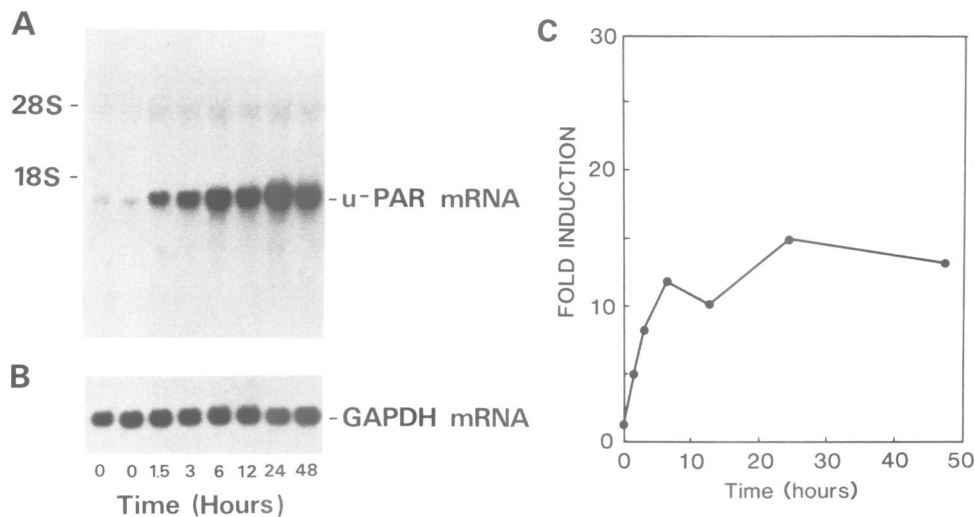 A
28S -
18S -
- u-PAR mRNA
B
- GAPDH mRNA
0 0 1.5 3 6 12 24 48
Time (Hours)
C
30
20
10
0
FOLD INDUCTION
0 10 20 30 40 50
Time (hours)